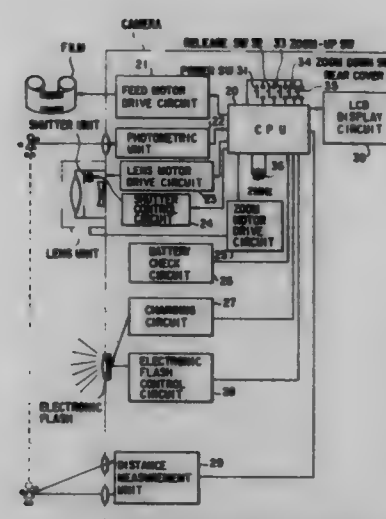 CAMERA
FILM
RELEASE SW 32 33 ZOOM-UP SW
POWER SW 31
34 ZOOM DOWN SW
REAR COVER
35
21
FEED MOTOR
DRIVE CIRCUIT
20
CPU
LCD
DISPLAY
CIRCUIT
30
SHUTTER UNIT
22
PHOTOMETRIC
UNIT
LENS MOTOR
DRIVE CIRCUIT
23
36
2MHz
SHUTTER
CONTROL
CIRCUIT
24
ZOOM
MOTOR
DRIVE
CIRCUIT
25
LENS UNIT
BATTERY
CHECK
CIRCUIT
26
CHARGING
CIRCUIT
27
ELECTRONIC
FLASH
CONTROL
CIRCUIT
28
ELECTRONIC
FLASH
DISTANCE
MEASUREMENT
UNIT
29